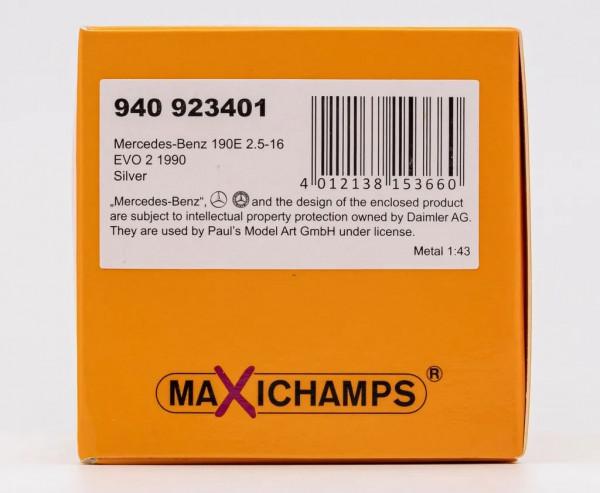 940 923401
Mercedes-Benz 190E 2.5-16
EVO 2 1990
Silver
4 012138 153660
„Mercedes-Benz“, and the design of the enclosed product
are subject to intellectual property protection owned by Daimler AG.
They are used by Paul's Model Art GmbH under license.
Metal 1:43
MAXICHAMPS®